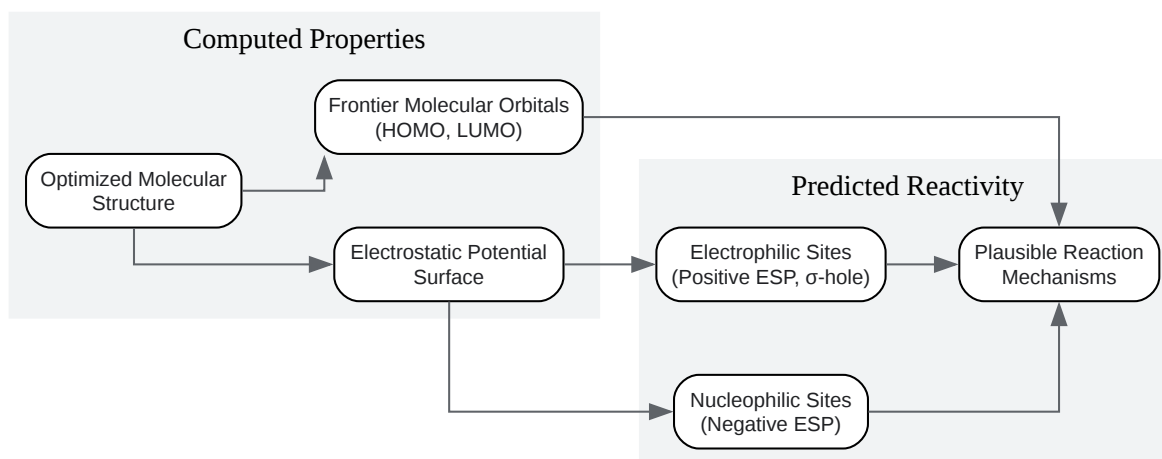 Computed Properties
Frontier Molecular Orbitals
(HOMO, LUMO)
Optimized Molecular
Structure
Electrostatic Potential
Surface
Predicted Reactivity
Electrophilic Sites
(Positive ESP, σ-hole)
Plausible Reaction
Mechanisms
Nucleophilic Sites
(Negative ESP)